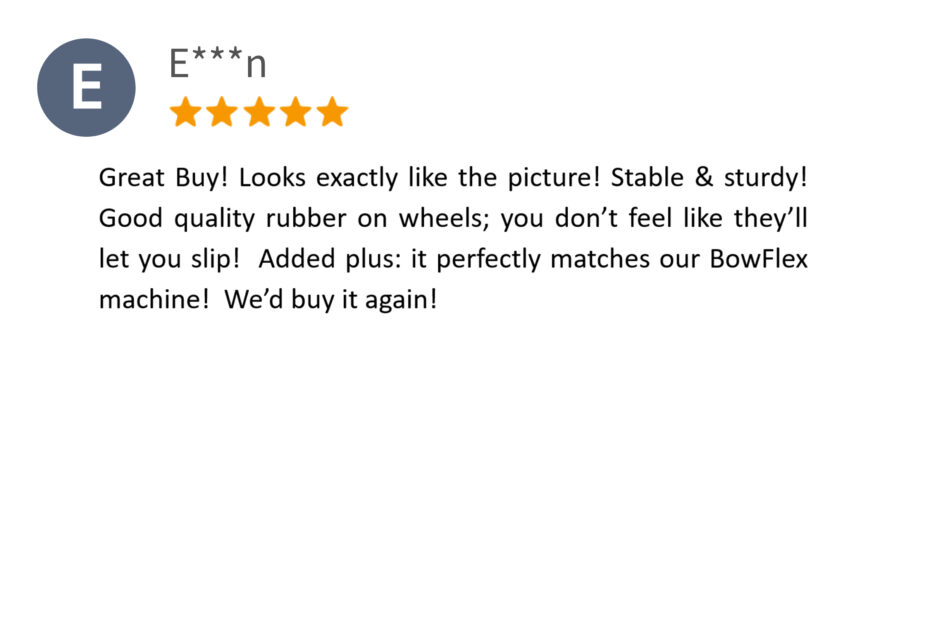 E
E***n
Great Buy! Looks exactly like the picture! Stable & sturdy!
Good quality rubber on wheels; you don’t feel like they’ll
let you slip!  Added plus: it perfectly matches our BowFlex
machine!  We’d buy it again!